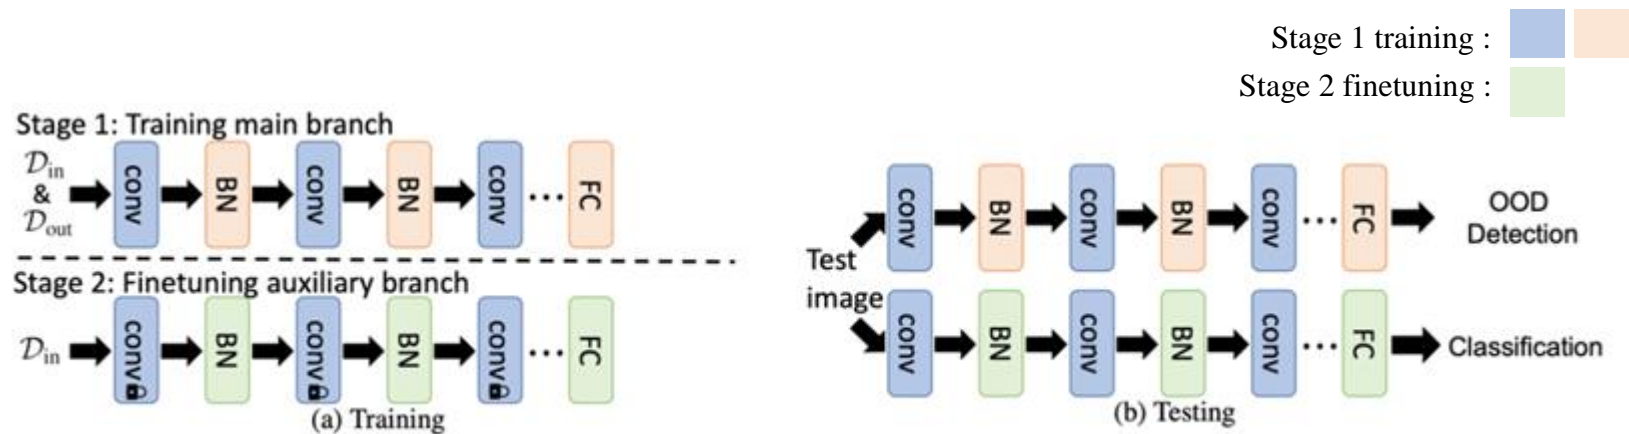 Stage 1 training :
Stage 2 finetuning :
Stage 1: Training main branch
𝒟in
&
𝒟out
conv
BN
conv
BN
conv
...
FC
Stage 2: Finetuning auxiliary branch
𝒟in
conv
BN
conv
BN
conv
...
FC
(a) Training
Test
image
conv
BN
conv
BN
conv
...
FC
OOD
Detection
conv
BN
conv
BN
conv
...
FC
Classification
(b) Testing